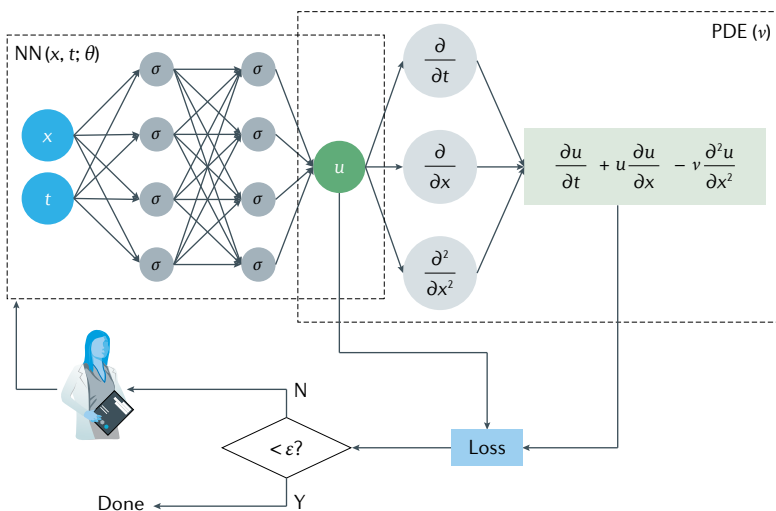 NN(x, t; θ)
PDE (ν)
x
t
σ
σ
σ
σ
σ
σ
σ
σ
u
∂/∂t
∂/∂x
∂²/∂x²
∂u/∂t + u ∂u/∂x − ν ∂²u/∂x²
N
< ε?
Loss
Y
Done